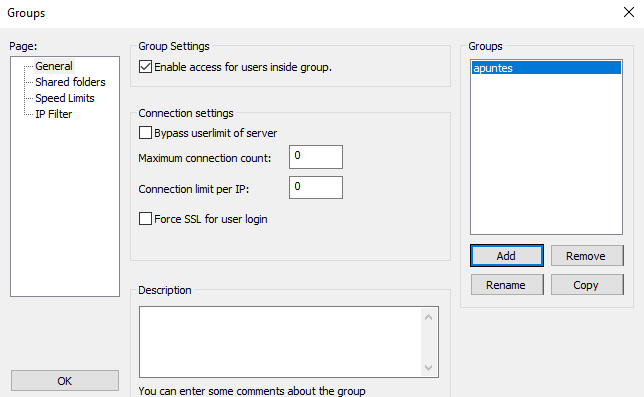 Groups
Page:
General
Shared folders
Speed Limits
IP Filter
OK
Group Settings
Enable access for users inside group.
Connection settings
Bypass userlimit of server
Maximum connection count: 0
Connection limit per IP: 0
Force SSL for user login
Description
You can enter some comments about the group
Groups
apuntes
Add Remove
Rename Copy